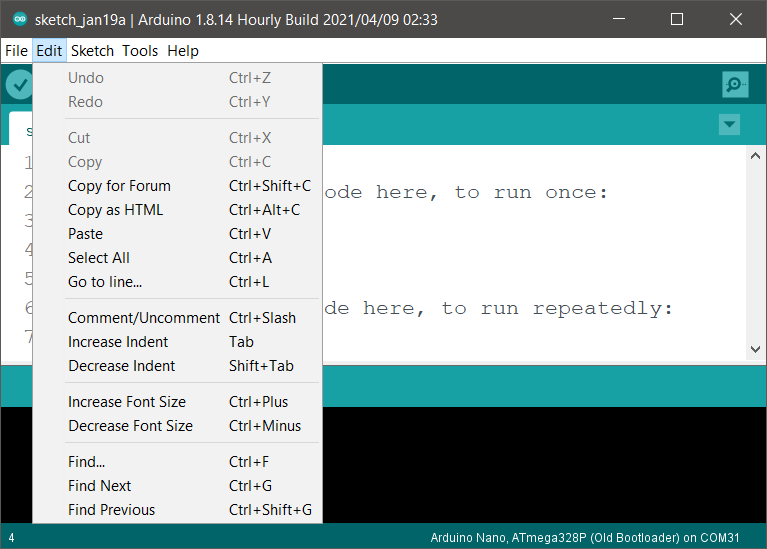 sketch_jan19a | Arduino 1.8.14 Hourly Build 2021/04/09 02:33
File Edit Sketch Tools Help
Undo Ctrl+Z
Redo Ctrl+Y
Cut Ctrl+X
Copy Ctrl+C
Copy for Forum Ctrl+Shift+C
Copy as HTML Ctrl+Alt+C
Paste Ctrl+V
Select All Ctrl+A
Go to line... Ctrl+L
Comment/Uncomment Ctrl+Slash
Increase Indent Tab
Decrease Indent Shift+Tab
Increase Font Size Ctrl+Plus
Decrease Font Size Ctrl+Minus
Find... Ctrl+F
Find Next Ctrl+G
Find Previous Ctrl+Shift+G
s
1
2 ode here, to run once:
3
4
5
6 de here, to run repeatedly:
7
4 Arduino Nano, ATmega328P (Old Bootloader) on COM31